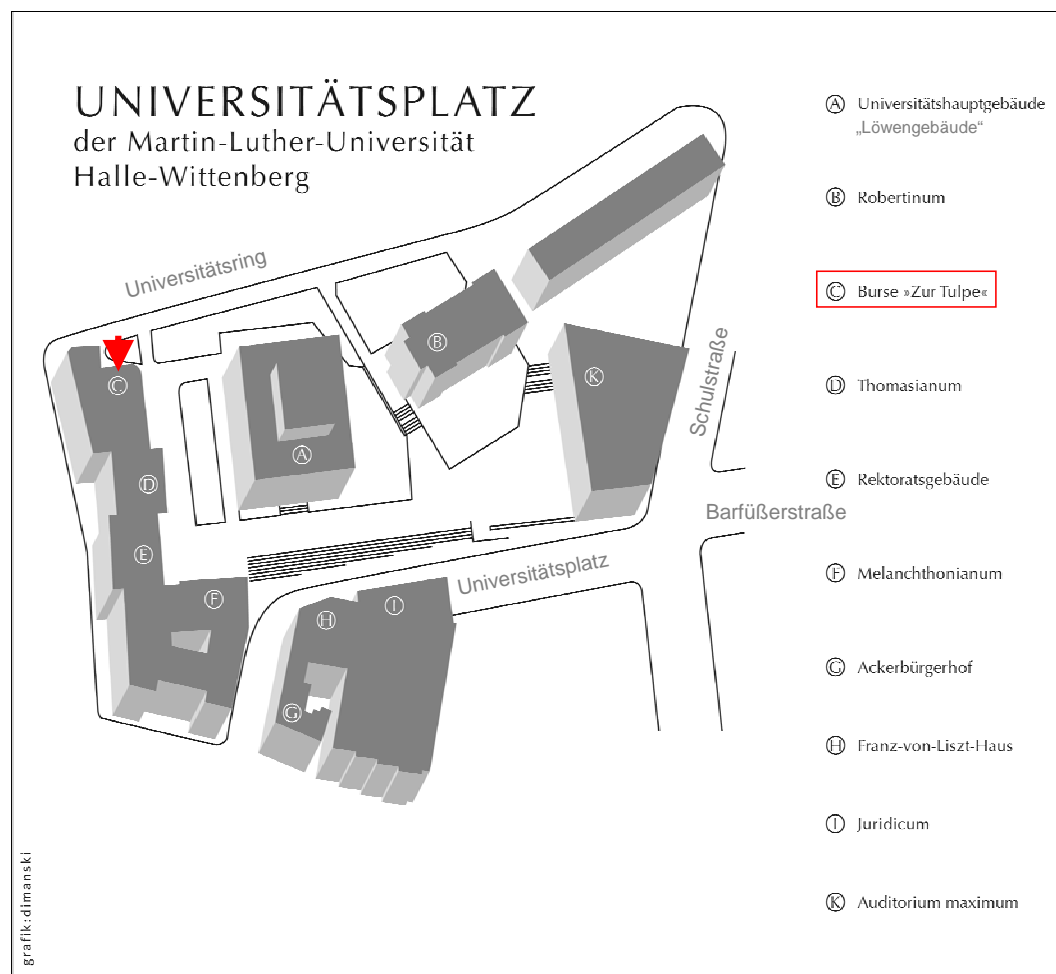 UNIVERSITÄTSPLATZ
der Martin-Luther-Universität
Halle-Wittenberg
Universitätsring
Schulstraße
Barfüßerstraße
Universitätsplatz
C
D
E
F
A
B
K
H
I
G
A Universitätshauptgebäude
„Löwengebäude“
B Robertinum
C Burse »Zur Tulpe«
D Thomasianum
E Rektoratsgebäude
F Melanchthonianum
G Ackerbürgerhof
H Franz-von-Liszt-Haus
I Juridicum
K Auditorium maximum
grafik:dimanski